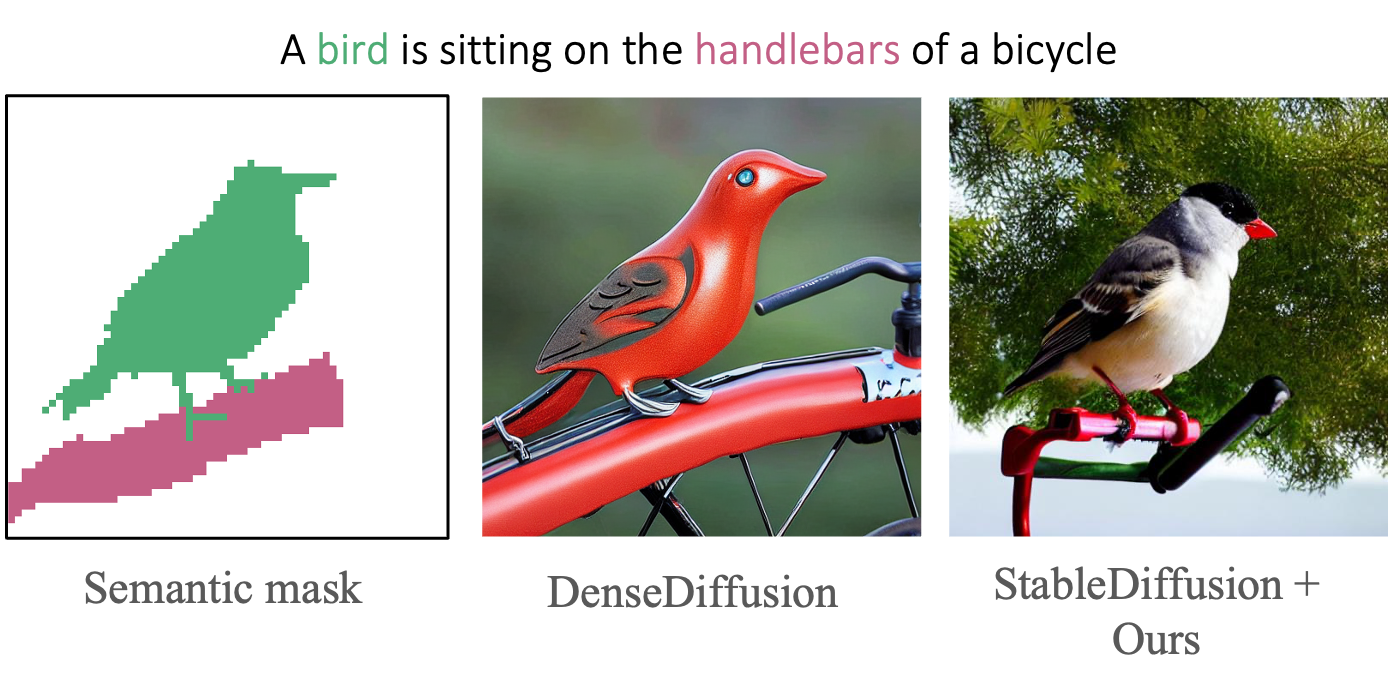 A bird is sitting on the handlebars of a bicycle
Semantic mask
DenseDiffusion
StableDiffusion +
Ours